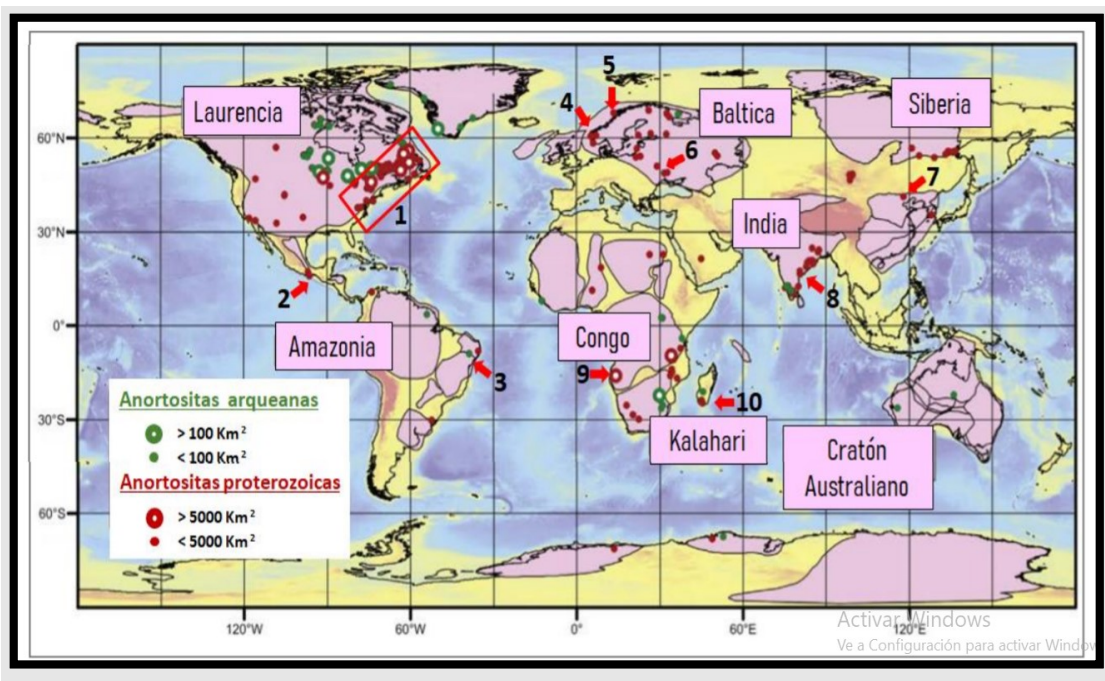 5
4
Laurencia
Baltica
Siberia
60°N
6
7
1
India
30°N
2
8
0°
Amazonia
Congo
3
9
10
Anortositas arqueanas
> 100 Km²
< 100 Km²
30°S
Kalahari
Cratón
Australiano
Anortositas proterozoicas
> 5000 Km²
< 5000 Km²
60°S
120°W
60°W
0°
60°E
120°E
Activar Windows
Ve a Configuración para activar Window